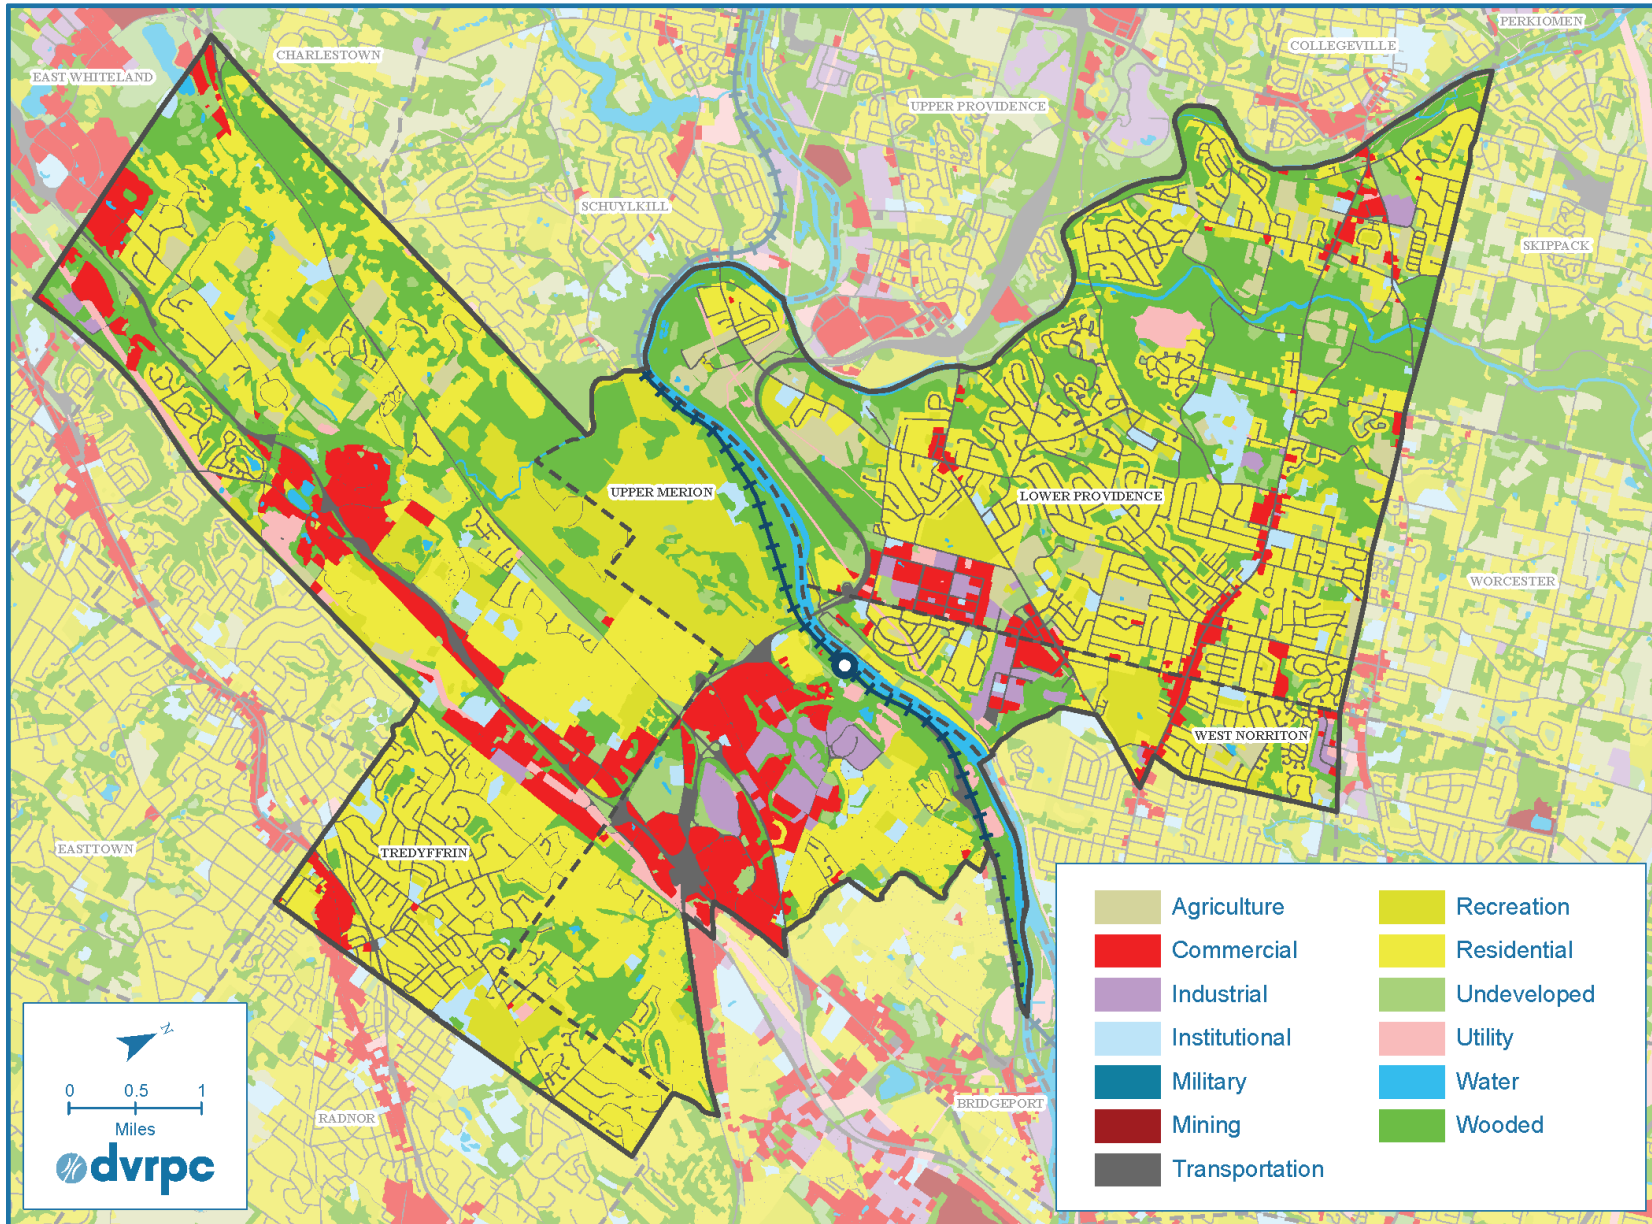 PERKIOMEN
COLLEGEVILLE
CHARLESTOWN
EAST WHITELAND
UPPER PROVIDENCE
SCHUYLKILL
SKIPPACK
UPPER MERION
LOWER PROVIDENCE
WORCESTER
WEST NORRITON
EASTTOWN
TREDYFFRIN
BRIDGEPORT
RADNOR
N
0 0.5 1
Miles
dvrpc
Agriculture
Commercial
Industrial
Institutional
Military
Mining
Transportation
Recreation
Residential
Undeveloped
Utility
Water
Wooded